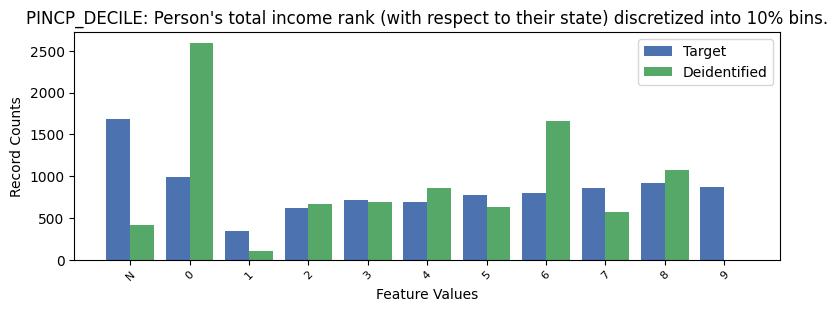 PINCP_DECILE: Person's total income rank (with respect to their state) discretized into 10% bins.
Target
Deidentified
Record Counts
2500
2000
1500
1000
500
0
N 0 1 2 3 4 5 6 7 8 9
Feature Values